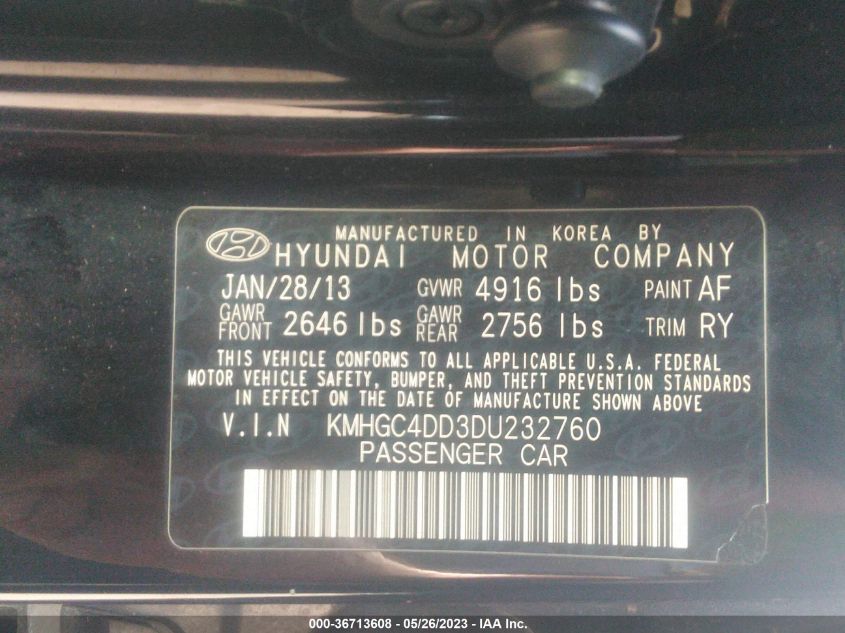 MANUFACTURED IN KOREA BY
HYUNDAI MOTOR COMPANY
JAN/28/13 GVWR 4916 lbs PAINT AF
GAWR FRONT 2646 lbs GAWR REAR 2756 lbs TRIM RY
THIS VEHICLE CONFORMS TO ALL APPLICABLE U.S.A. FEDERAL
MOTOR VEHICLE SAFETY, BUMPER, AND THEFT PREVENTION STANDARDS
IN EFFECT ON THE DATE OF MANUFACTURE SHOWN ABOVE
V.I.N KMHGC4DD3DU232760
PASSENGER CAR
000-36713608 - 05/26/2023 - IAA Inc.